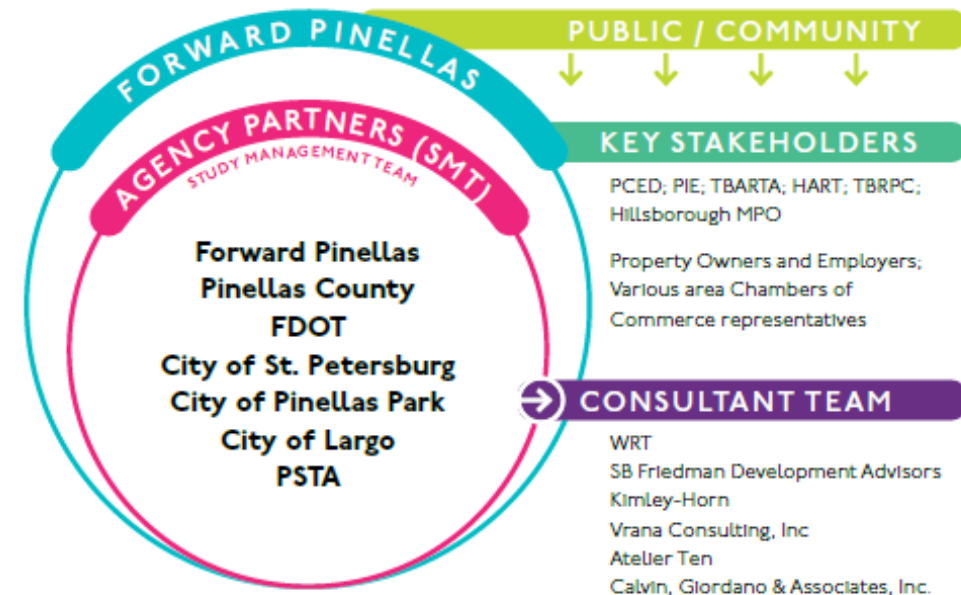 FORWARD PINELLAS
AGENCY PARTNERS (SMT)
STUDY MANAGEMENT TEAM
Forward Pinellas
Pinellas County
FDOT
City of St. Petersburg
City of Pinellas Park
City of Largo
PSTA
PUBLIC / COMMUNITY
KEY STAKEHOLDERS
PCED; PIE; TBARTA; HART; TBRPC;
Hillsborough MPO
Property Owners and Employers;
Various area Chambers of
Commerce representatives
CONSULTANT TEAM
WRT
SB Friedman Development Advisors
Kimley-Horn
Vrana Consulting, Inc
Atelier Ten
Calvin, Giordano & Associates, Inc.